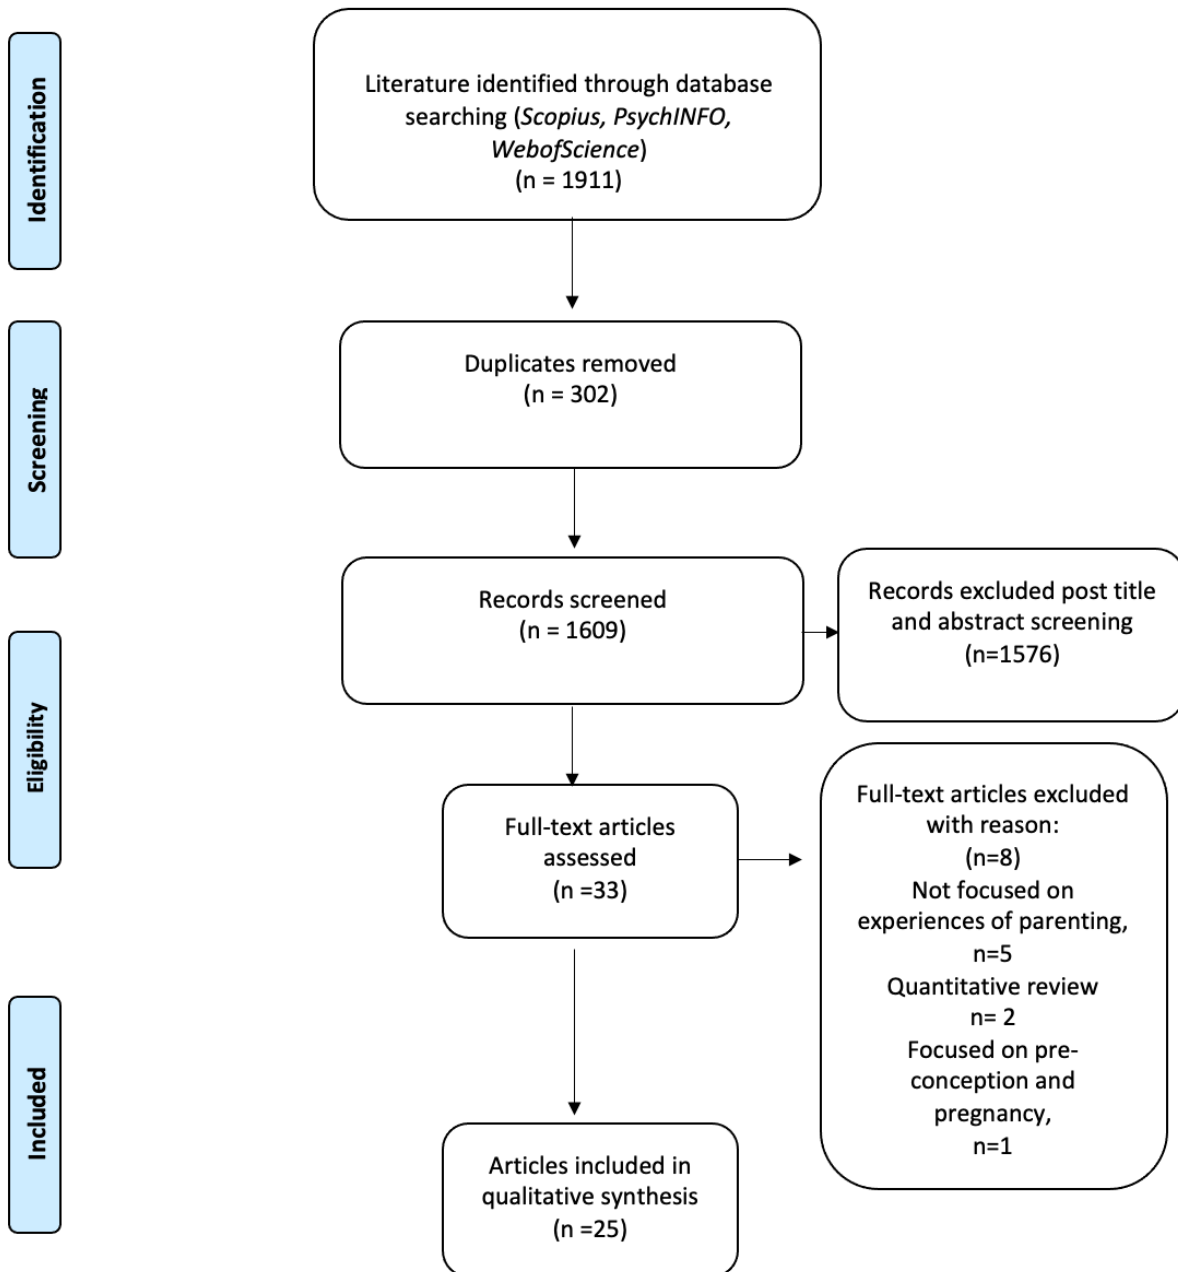 Identification
Literature identified through database
searching (Scopius, PsychINFO,
WebofScience)
(n = 1911)
Screening
Duplicates removed
(n = 302)
Records screened
(n = 1609)
Records excluded post title
and abstract screening
(n=1576)
Eligibility
Full-text articles
assessed
(n =33)
Full-text articles excluded
with reason:
(n=8)
Not focused on
experiences of parenting,
n=5
Quantitative review
n= 2
Focused on pre-
conception and
pregnancy,
n=1
Included
Articles included in
qualitative synthesis
(n =25)